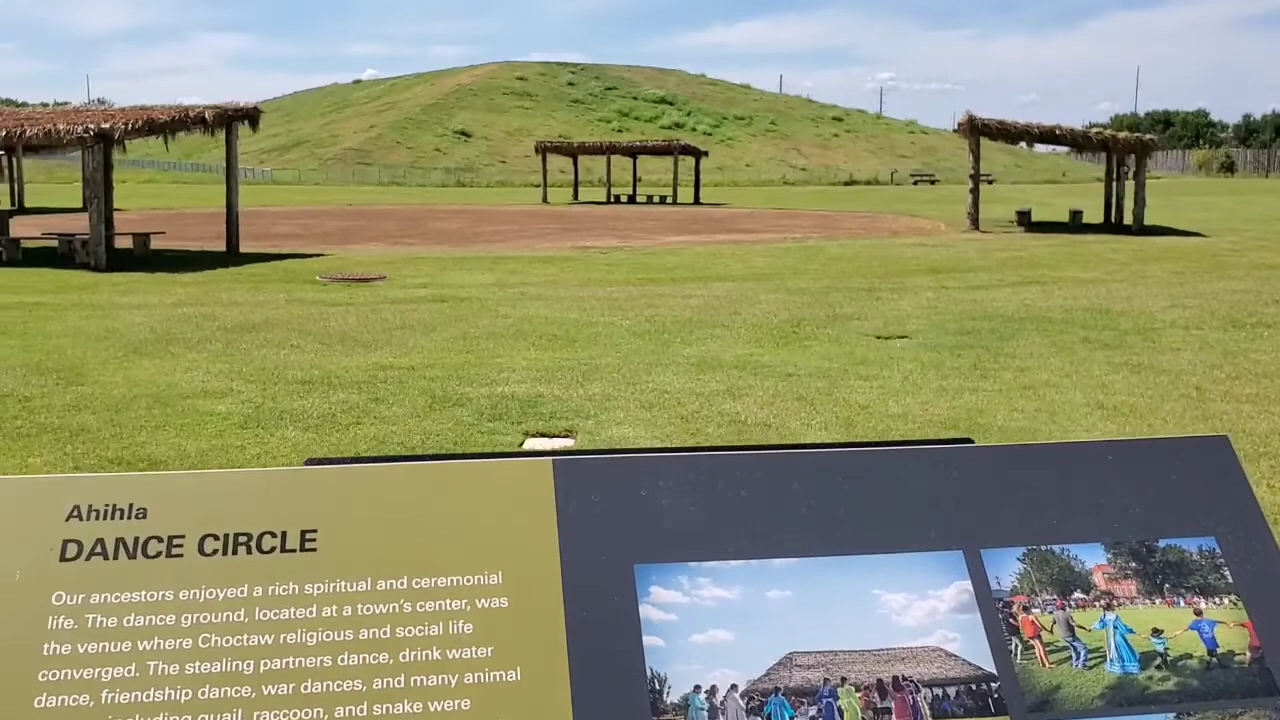 Ahihla
DANCE CIRCLE
Our ancestors enjoyed a rich spiritual and ceremonial
life. The dance ground, located at a town's center, was
the venue where Choctaw religious and social life
converged. The stealing partners dance, drink water
dance, friendship dance, war dances, and many animal
including quail, raccoon, and snake were